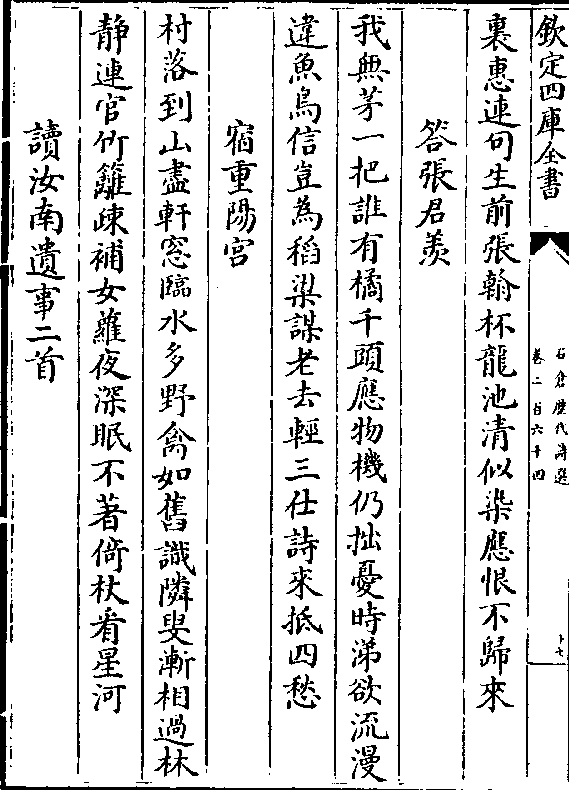 欽定四庫全書
石倉歷代詩選
卷二百六十四
十七
裏惠連句生前張翰杯龍池清似染應恨不歸來
答張君美
我無茅一把誰有橘千頭應物機仍拙憂時涕欲流漫
違魚鳥信豈為稻梁謀老去輕三仕詩來抵四愁
宿重陽宮
村落到山盡軒窓臨水多野禽如舊識隣叟漸相過林
静連官竹籬疎補女蘿夜深眠不著倚杖看星河
讀汝南遺事二首